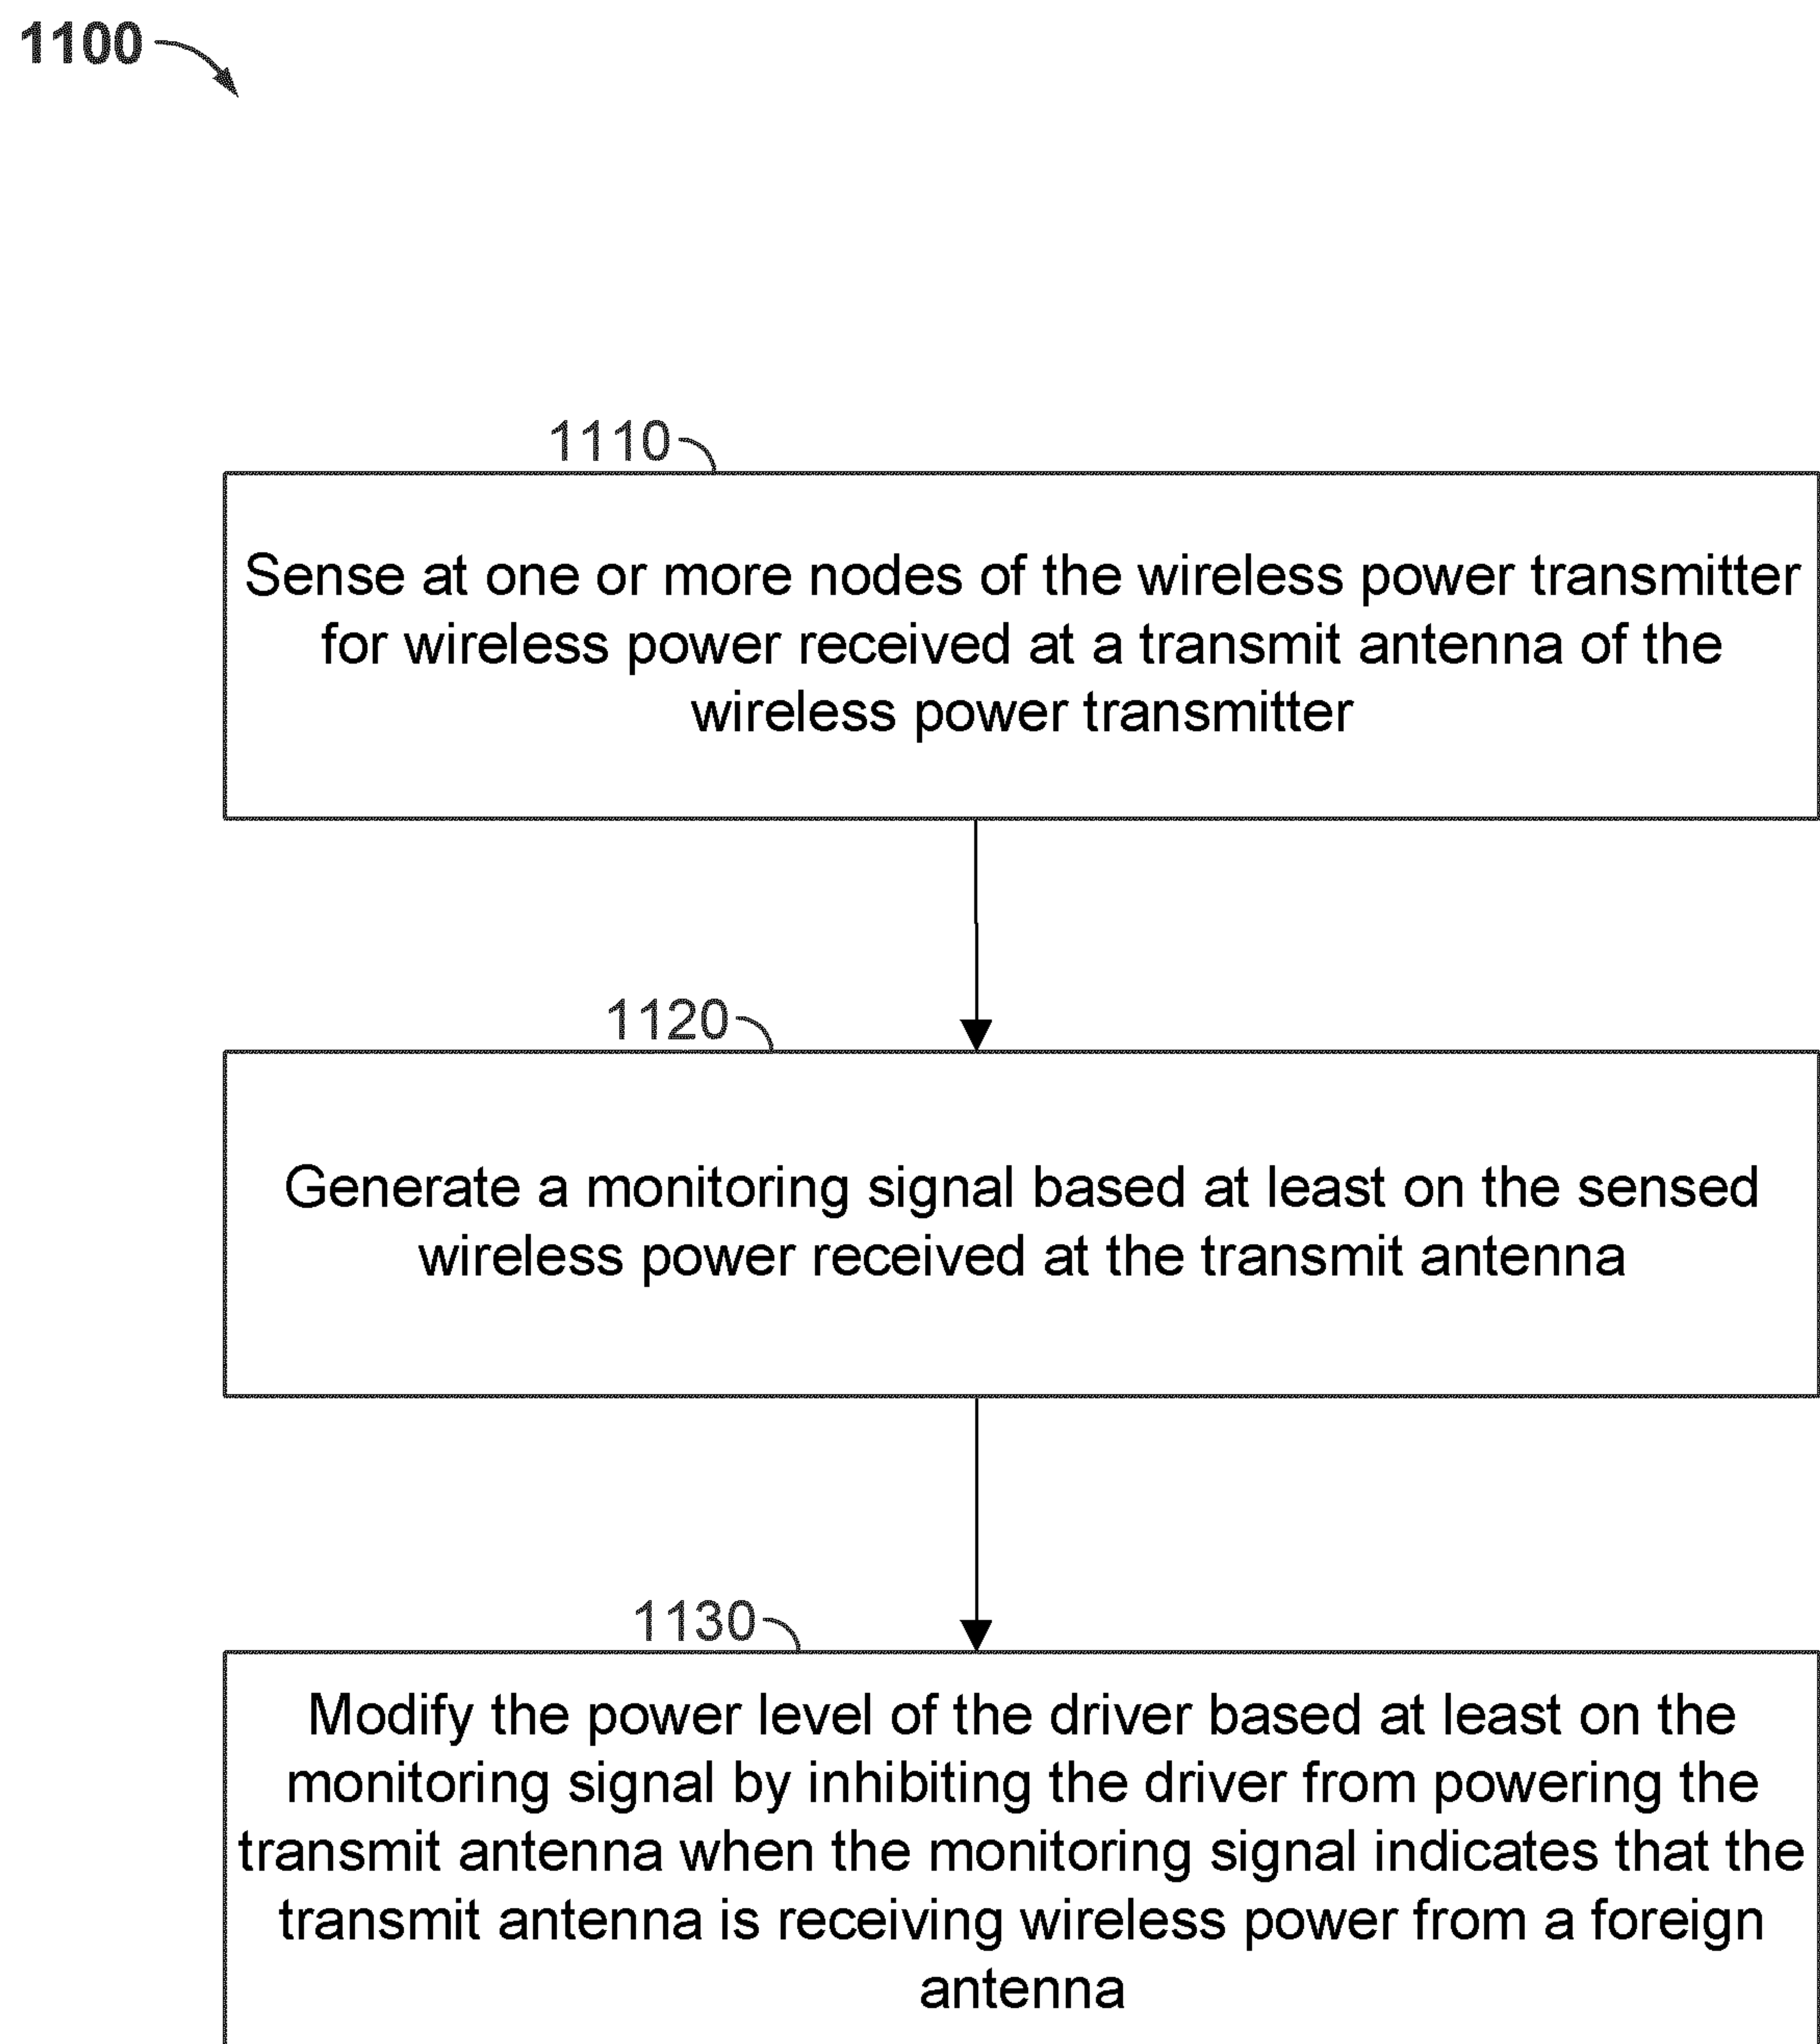 1100
1110
Sense at one or more nodes of the wireless power transmitter
for wireless power received at a transmit antenna of the
wireless power transmitter
1120
Generate a monitoring signal based at least on the sensed
wireless power received at the transmit antenna
1130
Modify the power level of the driver based at least on the
monitoring signal by inhibiting the driver from powering the
transmit antenna when the monitoring signal indicates that the
transmit antenna is receiving wireless power from a foreign
antenna